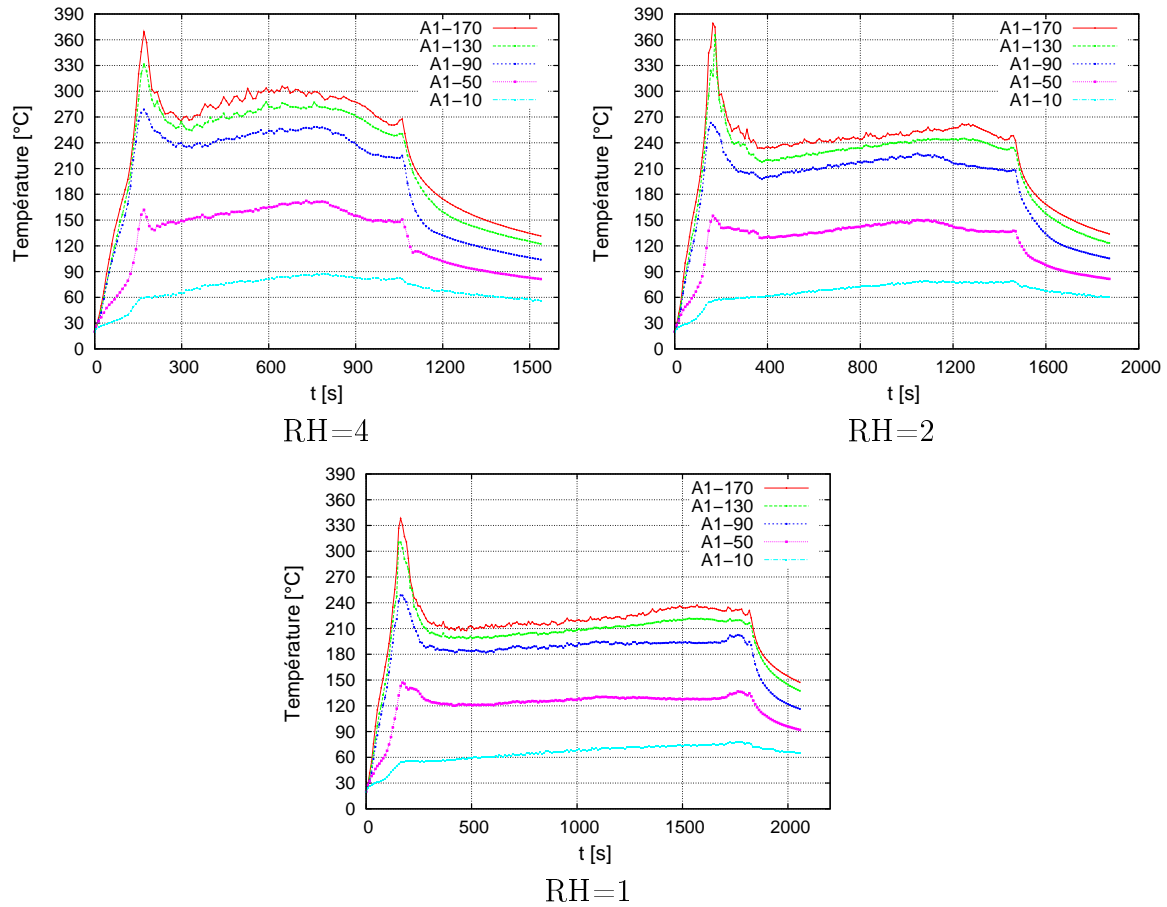 390
360
330
300
270
240
210
180
150
120
90
60
30
0
Température [°C]
A1-170
A1-130
A1-90
A1-50
A1-10
0 300 600 900 1200 1500
t [s]
RH=4
390
360
330
300
270
240
210
180
150
120
90
60
30
0
Température [°C]
A1-170
A1-130
A1-90
A1-50
A1-10
0 400 800 1200 1600 2000
t [s]
RH=2
390
360
330
300
270
240
210
180
150
120
90
60
30
0
Température [°C]
A1-170
A1-130
A1-90
A1-50
A1-10
0 500 1000 1500 2000
t [s]
RH=1